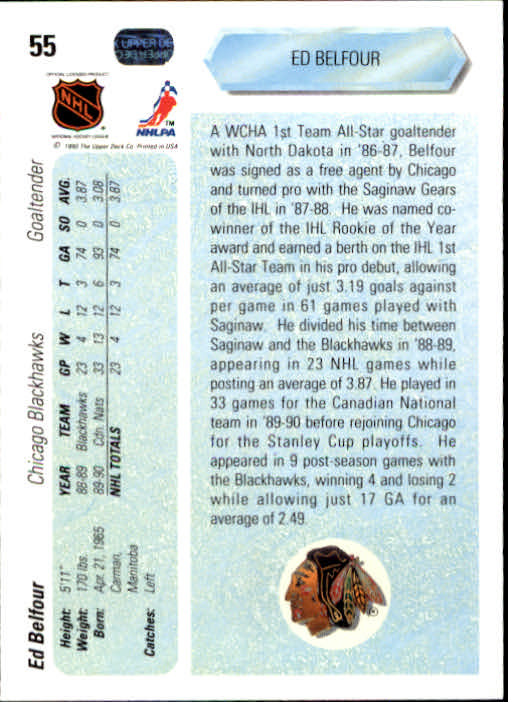 55
UPPER DE
ED BELFOUR
OFFICIAL LICENSED PRODUCT
NHL
NATIONAL HOCKEY LEAGUE
NHLPA
TM
© 1990 The Upper Deck Co. Printed in USA
A WCHA 1st Team All-Star goaltender
with North Dakota in '86-87, Belfour
was signed as a free agent by Chicago
and turned pro with the Saginaw Gears
of the IHL in '87-88. He was named co-
winner of the IHL Rookie of the Year
award and earned a berth on the IHL 1st
All-Star Team in his pro debut, allowing
an average of just 3.19 goals against
per game in 61 games played with
Saginaw. He divided his time between
Saginaw and the Blackhawks in '88-89,
appearing in 23 NHL games while
posting an average of 3.87. He played in
33 games for the Canadian National
team in '89-90 before rejoining Chicago
for the Stanley Cup playoffs. He
appeared in 9 post-season games with
the Blackhawks, winning 4 and losing 2
while allowing just 17 GA for an
average of 2.49.
®
Ed Belfour Chicago Blackhawks Goaltender
Height: 5'11"
Weight: 170 lbs.
Born: Apr. 21, 1965
Carman,
Manitoba
Catches: Left
YEAR TEAM GP W L T GA SO AVG.
88-89 Blackhawks 23 4 12 3 74 0 3.87
89-90 Cdn. Nats 33 13 12 6 93 0 3.08
NHL TOTALS 23 4 12 3 74 0 3.87